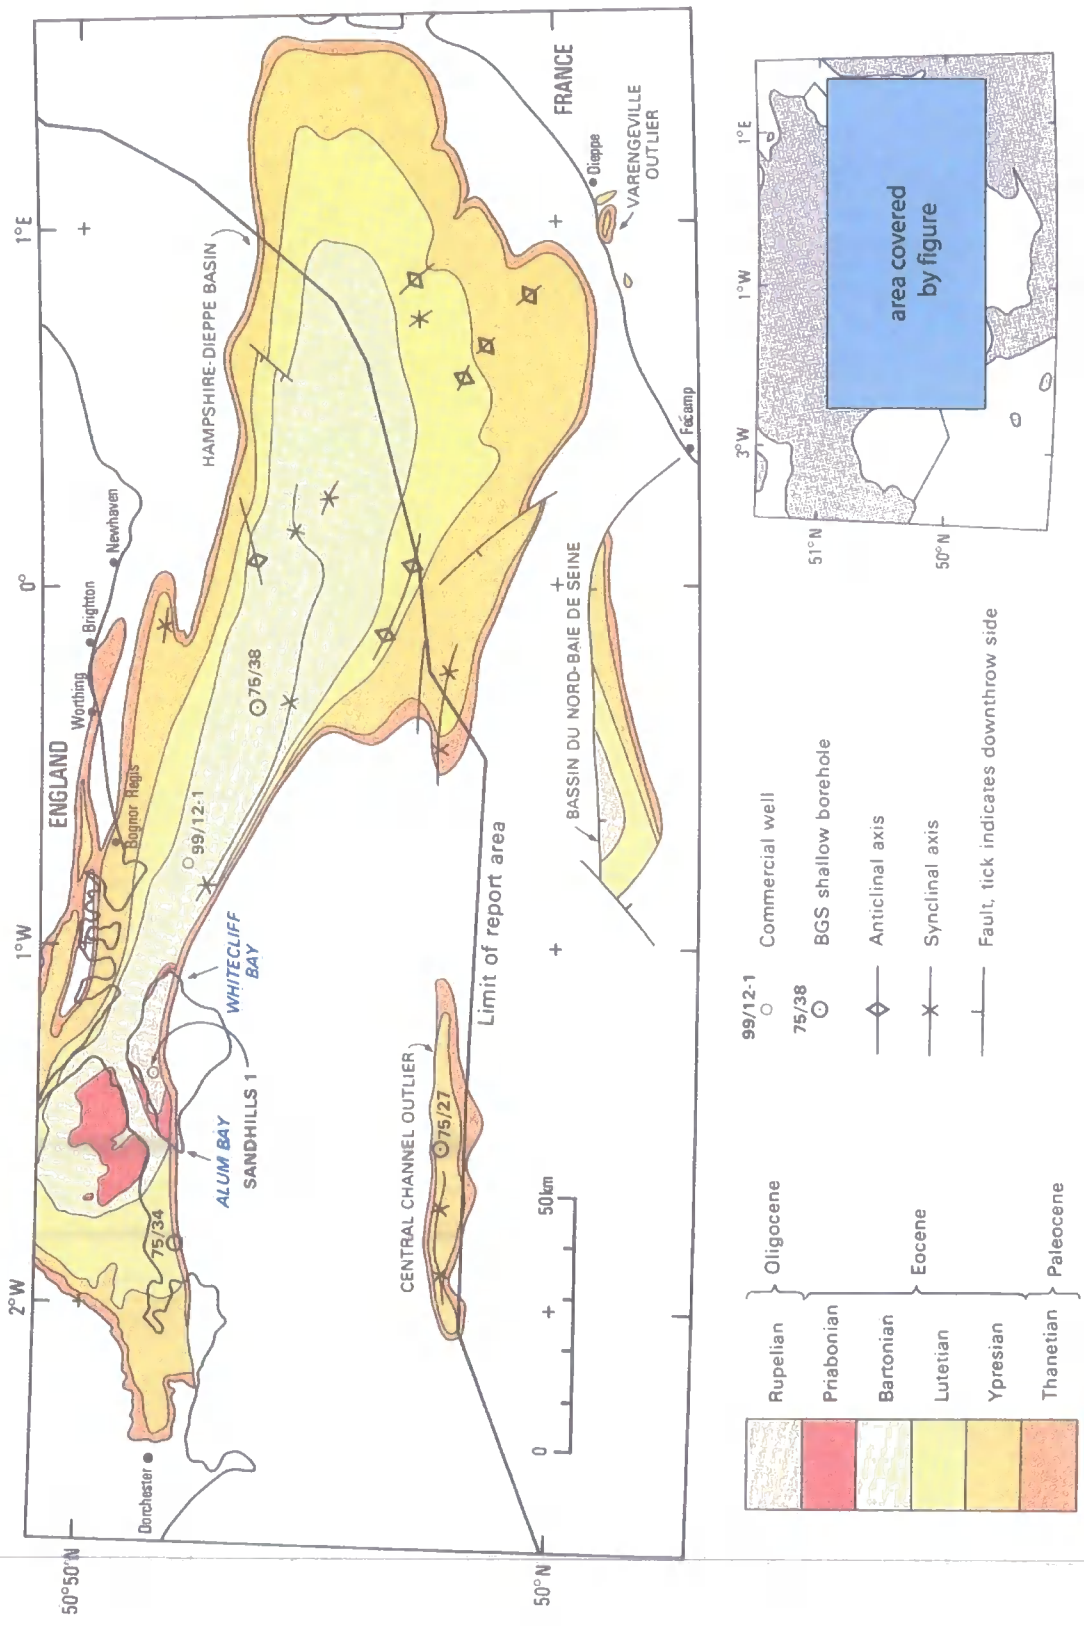 2°W
1°W
0°
1°E
50°50'N
50°N
ENGLAND
FRANCE
Dorchester
Bognor Regis
Worthing
Brighton
Newhaven
Dieppe
Fecamp
HAMPSHIRE-DIEPPE BASIN
VARENGEVILLE
OUTLIER
75/34
ALUM BAY
SANDHILLS 1
WHITECLIFF
BAY
99/12-1
75/38
CENTRAL CHANNEL OUTLIER
75/27
Limit of report area
BASSIN DU NORD-BAIE DE SEINE
0
50km
Rupelian
Priabonian
Bartonian
Lutetian
Ypresian
Thanetian
Oligocene
Eocene
Paleocene
99/12-1
Commercial well
75/38
BGS shallow borehole
Anticlinal axis
Synclinal axis
Fault, tick indicates downthrow side
3°W
1°W
1°E
51°N
50°N
area covered
by figure